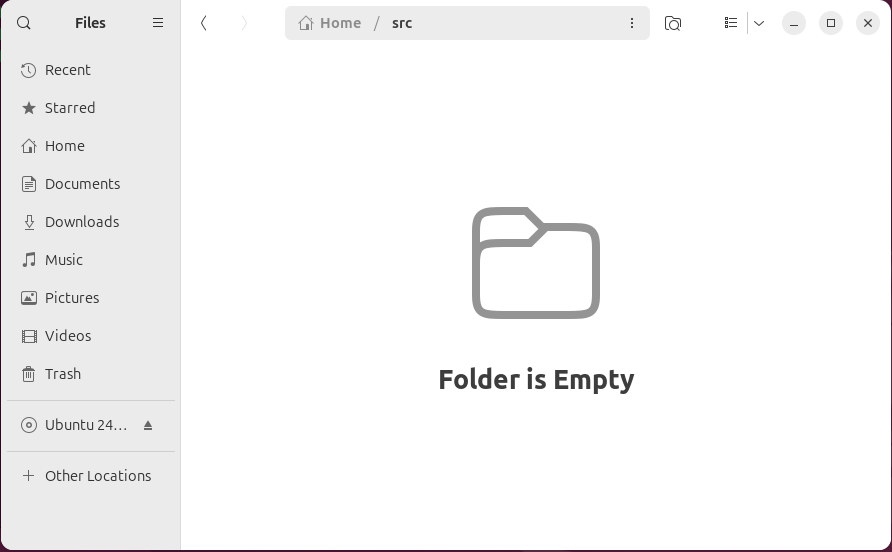 Files
Home / src
Recent
Starred
Home
Documents
Downloads
Music
Pictures
Videos
Trash
Ubuntu 24...
Other Locations
Folder is Empty